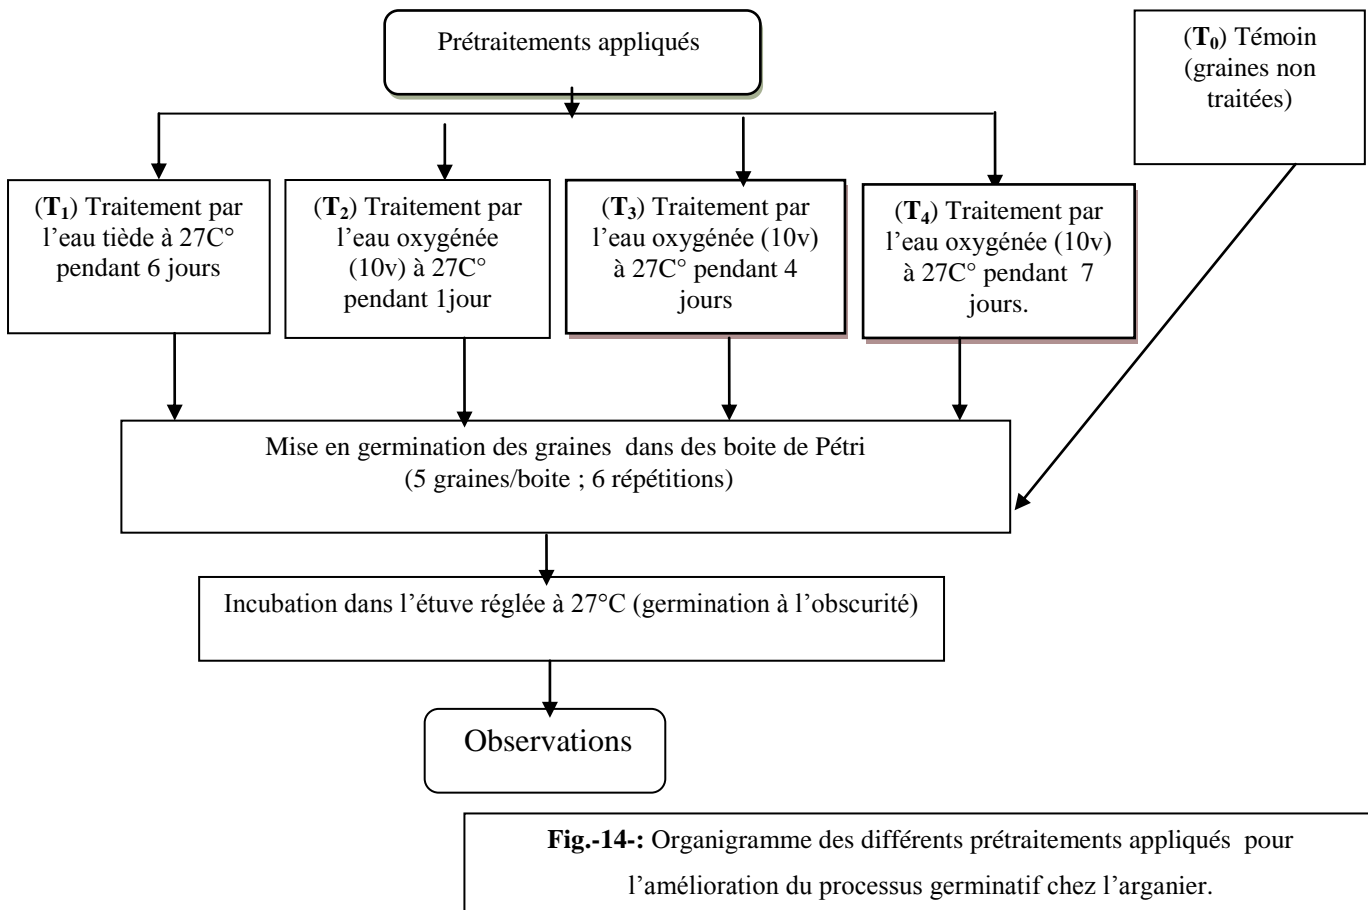 Prétraitements appliqués
(T₀) Témoin
(graines non
traitées)
(T₁) Traitement par
l’eau tiède à 27C°
pendant 6 jours
(T₂) Traitement par
l’eau oxygénée
(10v) à 27C°
pendant 1jour
(T₃) Traitement par
l’eau oxygénée (10v)
à 27C° pendant 4
jours
(T₄) Traitement par
l’eau oxygénée (10v)
à 27C° pendant  7
jours.
Mise en germination des graines  dans des boite de Pétri
(5 graines/boite ; 6 répétitions)
Incubation dans l’étuve réglée à 27°C (germination à l’obscurité)
Observations
Fig.-14-: Organigramme des différents prétraitements appliqués  pour
l’amélioration du processus germinatif chez l’arganier.